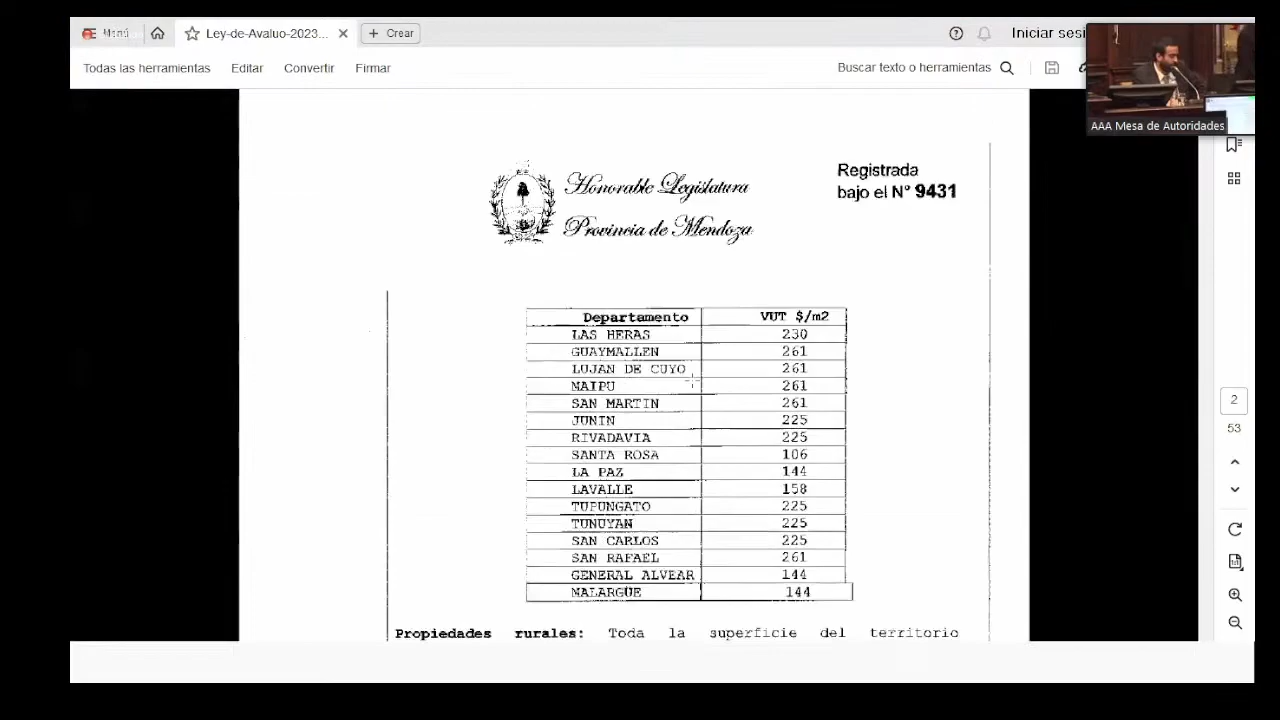 Menú
Ley-de-Avaluo-2023...
Crear
Iniciar sesi
Todas las herramientas
Editar
Convertir
Firmar
Buscar texto o herramientas
AAA Mesa de Autoridades
Honorable Legislatura
Provincia de Mendoza
Registrada
bajo el N° 9431
Departamento VUT $/m2
LAS HERAS 230
GUAYMALLEN 261
LUJAN DE CUYO 261
MAIPU 261
SAN MARTIN 261
JUNIN 225
RIVADAVIA 225
SANTA ROSA 106
LA PAZ 144
LAVALLE 158
TUPUNGATO 225
TUNUYAN 225
SAN CARLOS 225
SAN RAFAEL 261
GENERAL ALVEAR 144
MALARGÜE 144
Propiedades rurales: Toda la superficie del territorio
2
53